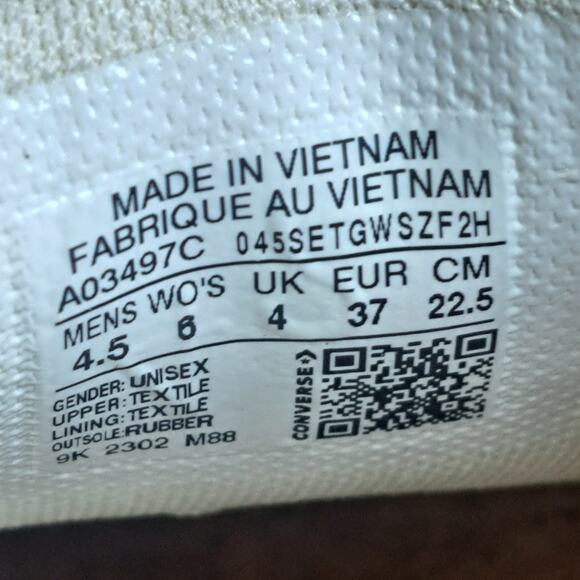 MADE IN VIETNAM
FABRIQUE AU VIETNAM
A03497C 045SETGWSZF2H
MENS WO'S UK EUR CM
4.5 6 4 37 22.5
GENDER: UNISEX
UPPER: TEXTILE
LINING: TEXTILE
OUTSOLE:RUBBER
9K 2302 M88
CONVERSE